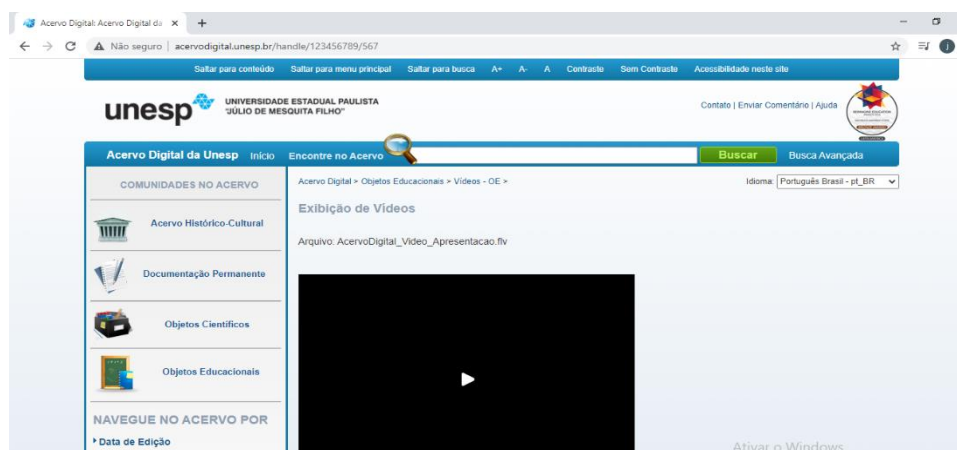 Acervo Digital: Acervo Digital da
Não seguro | acervodigital.unesp.br/handle/123456789/567
Saltar para conteúdo Saltar para menu principal Saltar para busca A+ A- A Contraste Sem Contraste Acessibilidade neste site
unesp UNIVERSIDADE ESTADUAL PAULISTA
"JÚLIO DE MESQUITA FILHO"
Contato | Enviar Comentário | Ajuda
Acervo Digital da Unesp Início Encontre no Acervo Buscar Busca Avançada
COMUNIDADES NO ACERVO
Acervo Histórico-Cultural
Documentação Permanente
Objetos Científicos
Objetos Educacionais
NAVEGUE NO ACERVO POR
Data de Edição
Acervo Digital > Objetos Educacionais > Vídeos - OE >
Idioma: Português Brasil - pt_BR
Exibição de Vídeos
Arquivo: AcervoDigital_Video_Apresentacao.flv
Ativar o Windows